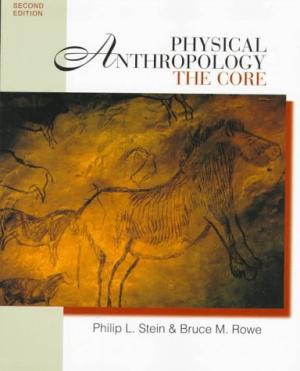 SECOND
EDITION
PHYSICAL
ANTHROPOLOGY
THE CORE
Philip L. Stein & Bruce M. Rowe